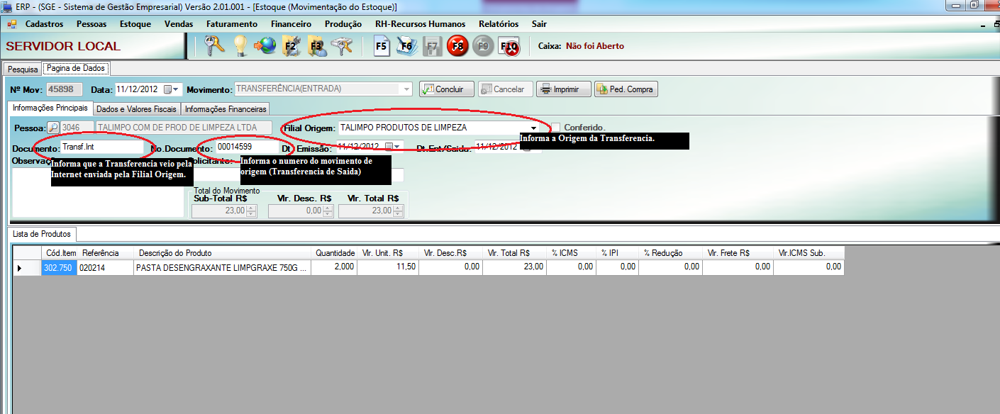 ERP - (SGE - Sistema de Gestão Empresarial) Versão 2.01.001 - [Estoque (Movimentação do Estoque)]
Cadastros Pessoas Estoque Vendas Faturamento Financeiro Produção RH-Recursos Humanos Relatórios Sair
SERVIDOR LOCAL F2 F3 F5 F6 F7 F8 F9 F10 Caixa: Não foi Aberto
Pesquisa Pagina de Dados
Nº Mov: 45898 Data: 11/12/2012 Movimento: TRANSFERÊNCIA(ENTRADA) Concluir Cancelar Imprimir Ped. Compra
Informações Principais Dados e Valores Fiscais Informações Financeiras
Pessoa: 3046 TALIMPO COM DE PROD DE LIMPEZA LTDA Filial Origem: TALIMPO PRODUTOS DE LIMPEZA Conferido.
Informa a Origem da Transferencia.
Documento: Transf.Int No.Documento: 00014599 Dt. Emissão: 11/12/2012 Dt.Ent/Saida: 11/12/2012
Informa que a Transferencia veio pela
Internet enviada pela Filial Origem.
Informa o numero do movimento de
origem (Transferencia de Saida)
Total do Movimento
Sub-Total R$ Vlr. Desc. R$ Vlr. Total R$
23,00 0,00 23,00
Lista de Produtos
Cód.Item Referência Descrição do Produto Quantidade Vlr. Unit. R$ Vlr. Desc.R$ Vlr. Total R$ % ICMS % IPI % Redução Vlr. Frete R$ Vlr.ICMS Sub.
302.750 020214 PASTA DESENGRAXANTE LIMPGRAXE 750G ... 2,000 11,50 0,00 23,00 0,00 0,00 0,00 0,00 0,00